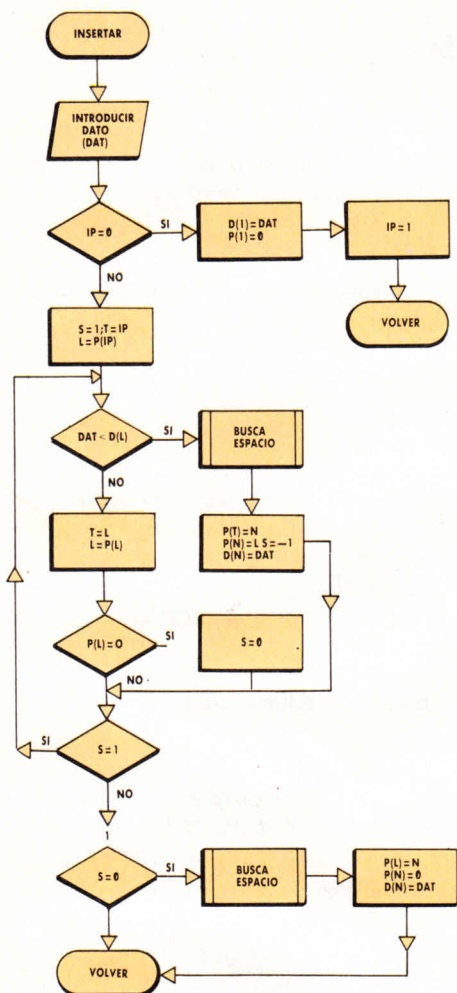 INSERTAR
INTRODUCIR
DATO
(DAT)
IP=0
SI
D(1)=DAT
P(1)=0
IP=1
NO
VOLVER
S=1;T=IP
L=P(IP)
DAT<D(L)
SI
BUSCA
ESPACIO
NO
T=L
L=P(L)
P(T)=N
P(N)=L S=—1
D(N)=DAT
P(L)=O
SI
S=0
NO
SI
S=1
NO
1
S=0
SI
BUSCA
ESPACIO
P(L)=N
P(N)=0
D(N)=DAT
VOLVER